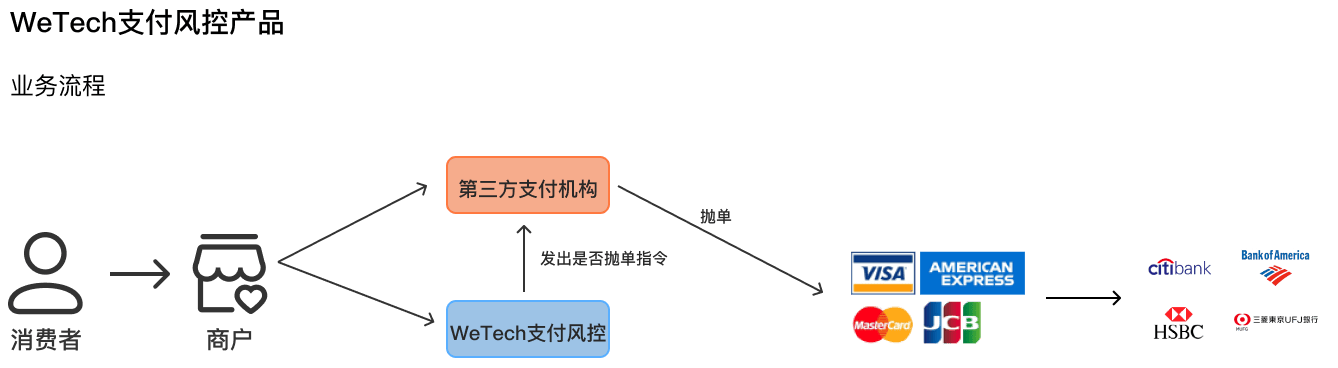 WeTech支付风控产品
业务流程
第三方支付机构
抛单
发出是否抛单指令
WeTech支付风控
消费者
商户
VISA
AMERICAN EXPRESS
MasterCard
JCB
citibank
Bank of America
HSBC
MUFG
三菱東京UFJ銀行